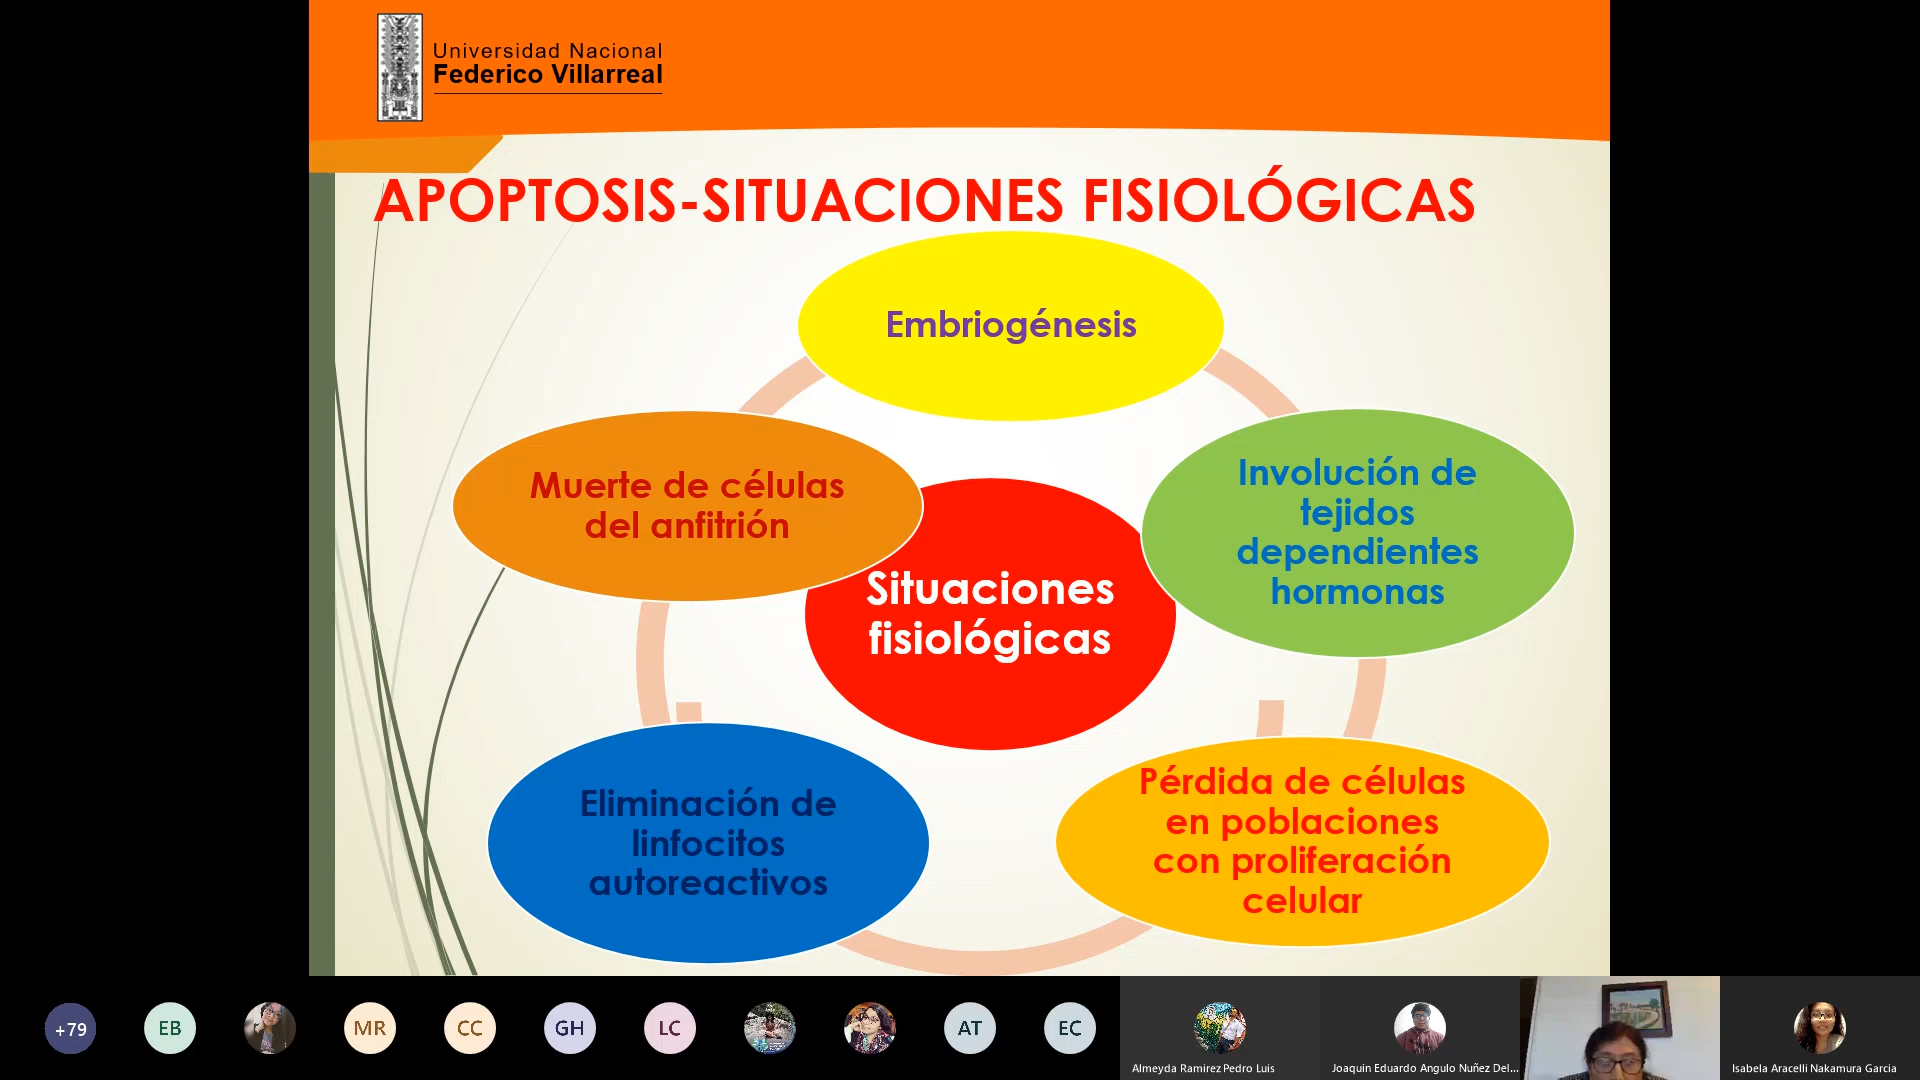 Universidad Nacional
Federico Villarreal
APOPTOSIS-SITUACIONES FISIOLÓGICAS
Embriogénesis
Muerte de células
del anfitrión
Involución de
tejidos
dependientes
hormonas
Situaciones
fisiológicas
Eliminación de
linfocitos
autoreactivos
Pérdida de células
en poblaciones
con proliferación
celular
+79
EB
MR
CC
GH
LC
AT
EC
Almeyda Ramirez Pedro Luis
Joaquin Eduardo Angulo Nuñez Del...
Isabela Aracelli Nakamura Garcia